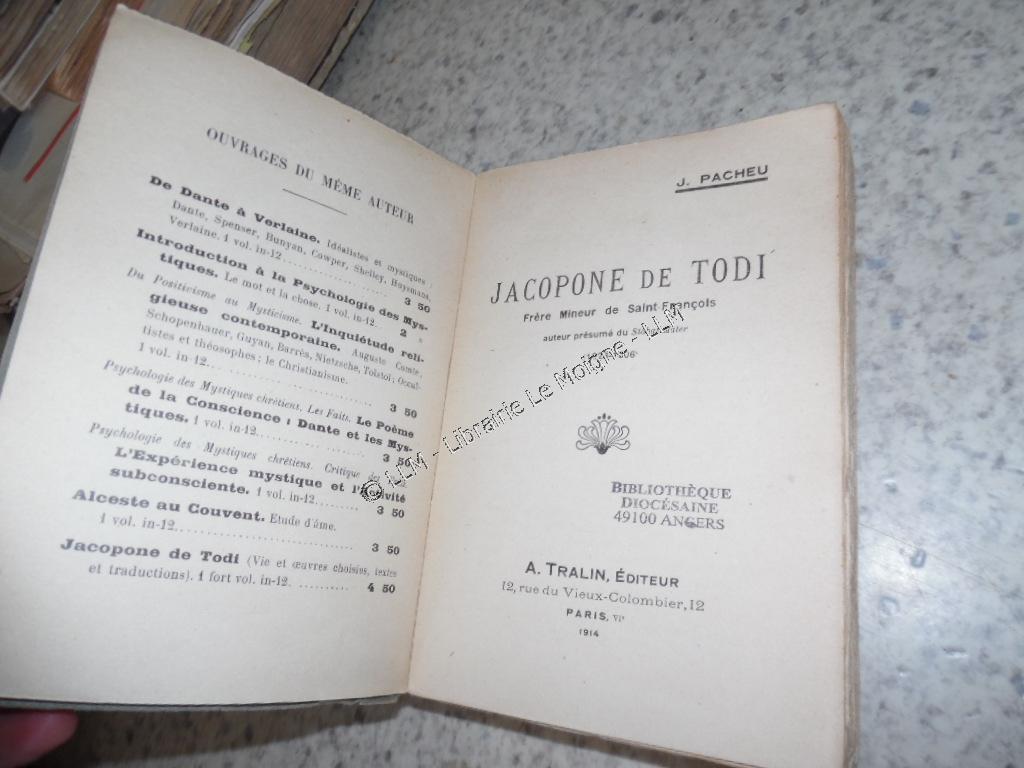 OUVRAGES DU MÊME AUTEUR
De Dante à Verlaine. Idéalistes et mystiques :
Dante, Spenser, Bunyan, Cowper, Shelley, Huysmans,
Verlaine. 1 vol. in-12. 3 50
Introduction à la Psychologie des Mys-
tiques. Le mot et la chose. 1 vol. in-12. 2 »
Du Positivisme au Mysticisme. L'Inquiétude reli-
gieuse contemporaine. Auguste Comte,
Schopenhauer, Guyau, Barrès, Nietzsche, Tolstoï; Occul-
tistes et théosophes; le Christianisme.
1 vol. in-12. 3 50
Psychologie des Mystiques chrétiens. Les Faits. Le Poème
de la Conscience : Dante et les Mys-
tiques. 1 vol. in-12. 3 50
Psychologie des Mystiques chrétiens. Critique
L'Expérience mystique et l'Activité
subconsciente. 1 vol. in-12. 3 50
Alceste au Couvent. Etude d'âme.
1 vol. in-12. 3 50
Jacopone de Todi (Vie et œuvres choisies, textes
et traductions). 1 fort vol. in-12. 4 50
J. PACHEU
JACOPONE DE TODI
Frère Mineur de Saint François
auteur présumé du Stabat Mater
BIBLIOTHÈQUE
DIOCÉSAINE
49100 ANGERS
A. TRALIN, ÉDITEUR
12, rue du Vieux-Colombier, 12
PARIS, VIe
1914
© LLM - Librairie Le Moigne - LLM